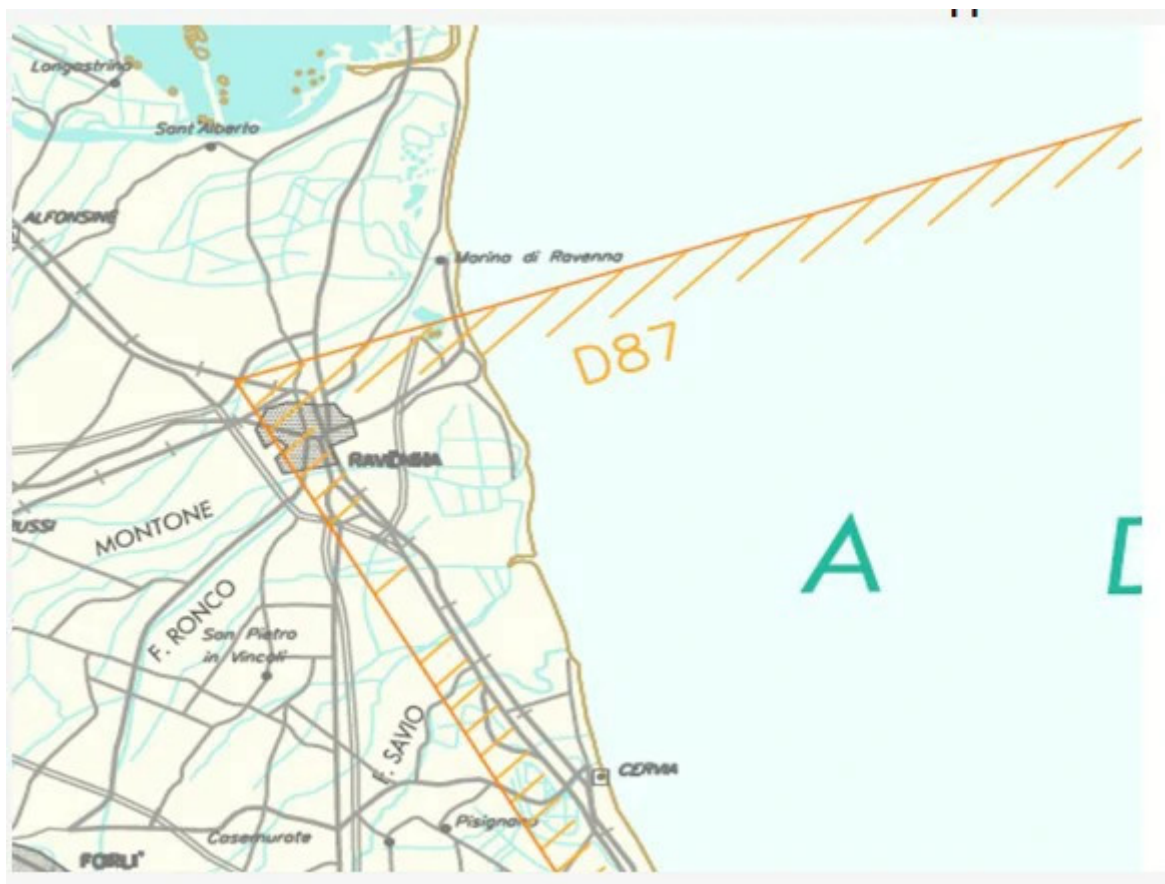 Longastrino
Sant'Alberto
ALFONSINE
Marina di Ravenna
D87
RAVENNA
RUSSI
MONTONE
A D
F. RONCO
San Pietro
in Vincoli
F. SAVIO
CERVIA
Pisignano
Casemurate
FORLI'